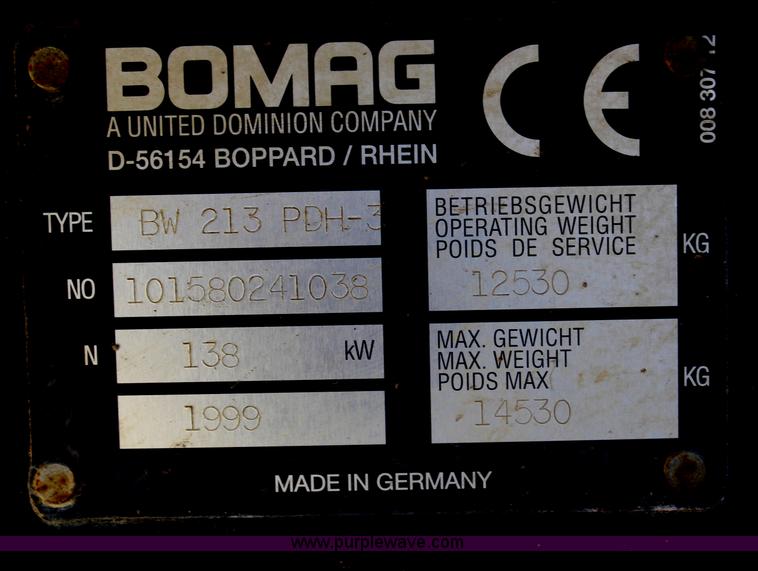 BOMAG
A UNITED DOMINION COMPANY
D-56154 BOPPARD / RHEIN
CE
008 307 12
TYPE BW 213 PDH-3
NO 101580241038
N 138 kW
1999
BETRIEBSGEWICHT
OPERATING WEIGHT
POIDS DE SERVICE
12530 KG
MAX. GEWICHT
MAX. WEIGHT
POIDS MAX
14530 KG
MADE IN GERMANY
www.purplewave.com